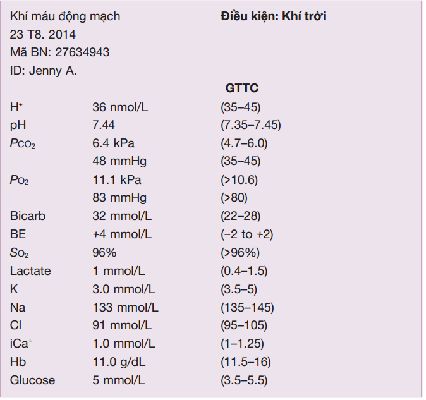 Khí máu động mạch Điều kiện: Khí trời
23 T8. 2014
Mã BN: 27634943
ID: Jenny A.
GTTC
H⁺ 36 nmol/L (35–45)
pH 7.44 (7.35–7.45)
PCO₂ 6.4 kPa (4.7–6.0)
48 mmHg (35–45)
PO₂ 11.1 kPa (>10.6)
83 mmHg (>80)
Bicarb 32 mmol/L (22–28)
BE +4 mmol/L (–2 to +2)
SO₂ 96% (>96%)
Lactate 1 mmol/L (0.4–1.5)
K 3.0 mmol/L (3.5–5)
Na 133 mmol/L (135–145)
Cl 91 mmol/L (95–105)
iCa⁺ 1.0 mmol/L (1–1.25)
Hb 11.0 g/dL (11.5–16)
Glucose 5 mmol/L (3.5–5.5)